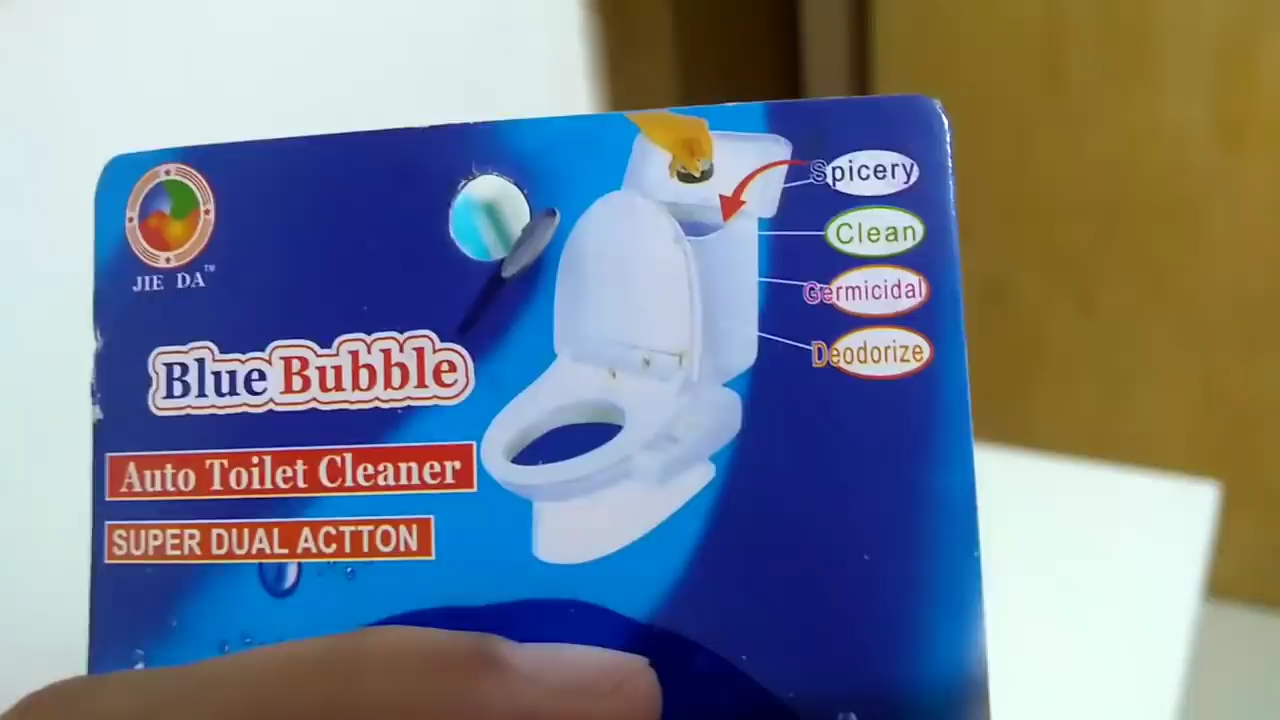 JIE DA™
Blue Bubble
Auto Toilet Cleaner
SUPER DUAL ACTTON
Spicery
Clean
Germicidal
Deodorize